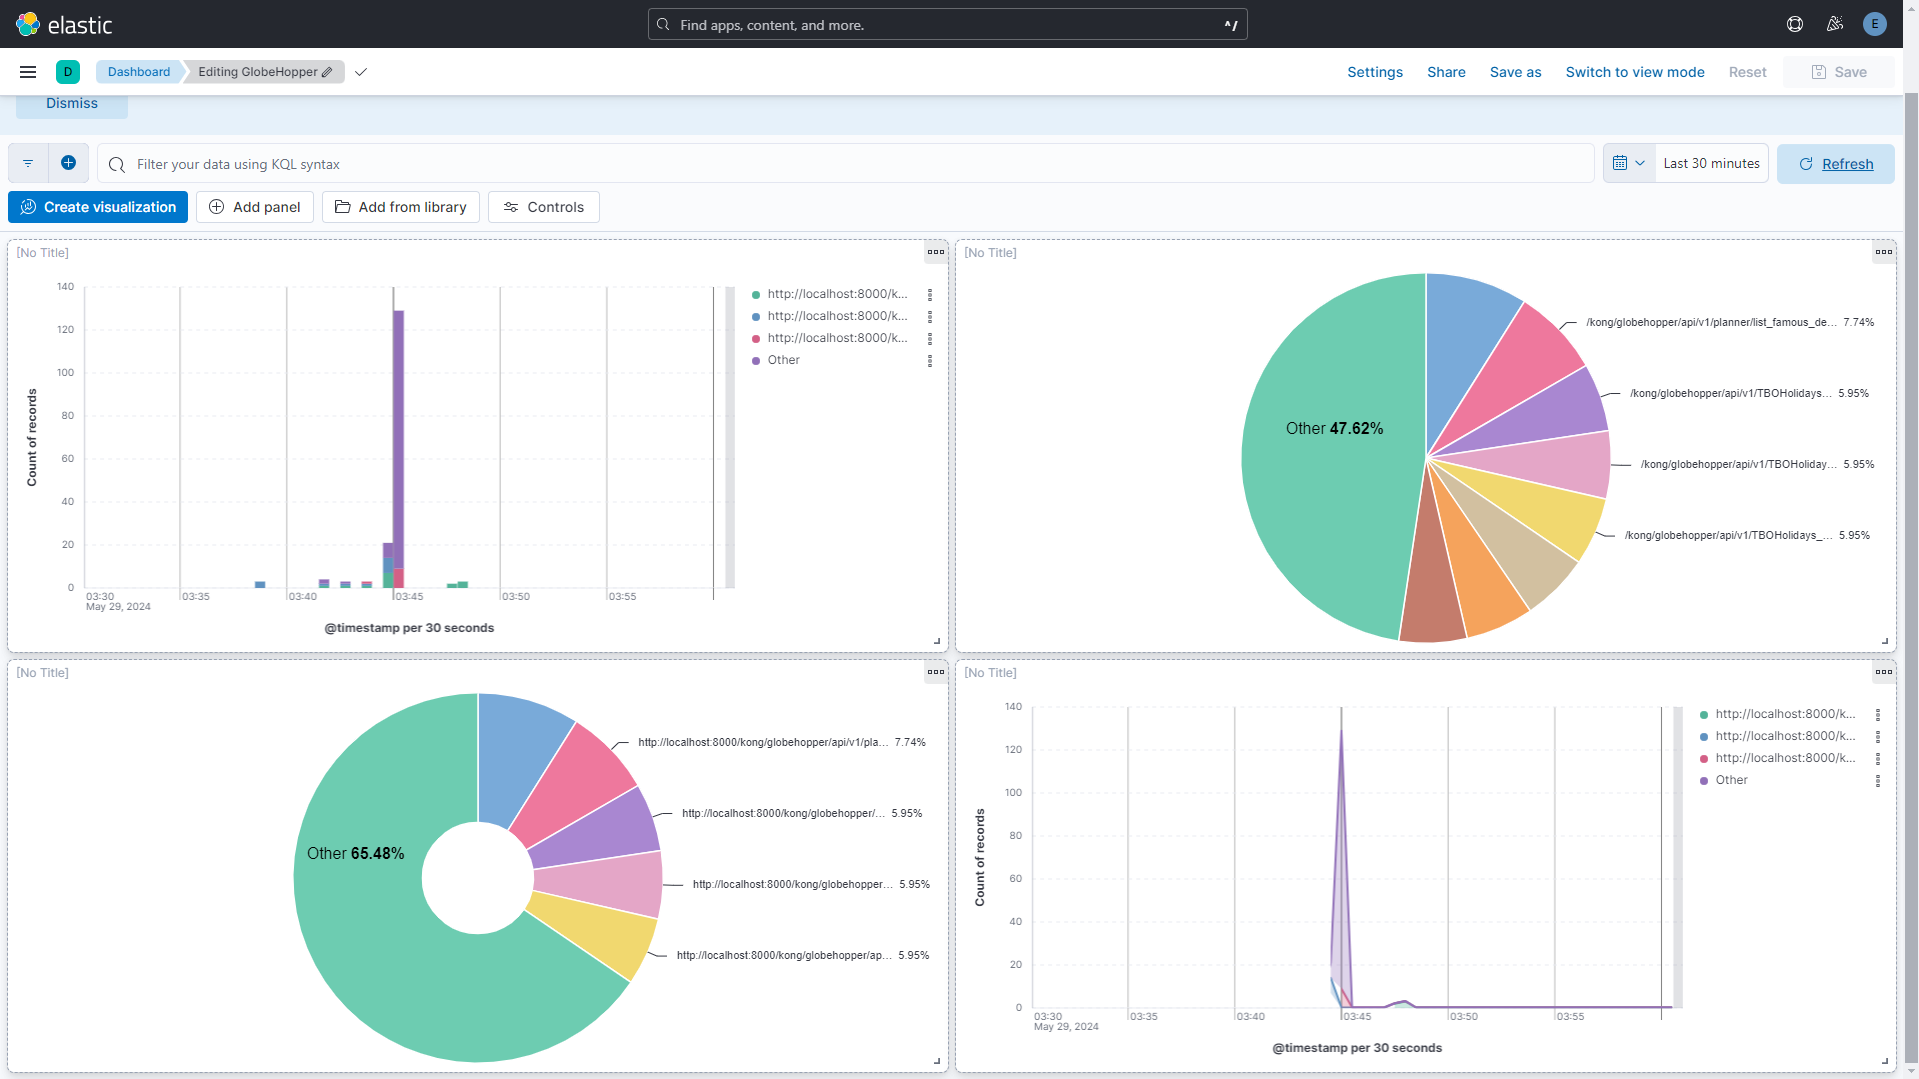 elastic
Find apps, content, and more.
^/
E
D
Dashboard
Editing GlobeHopper
Settings
Share
Save as
Switch to view mode
Reset
Save
Dismiss
Filter your data using KQL syntax
Last 30 minutes
Refresh
Create visualization
Add panel
Add from library
Controls
[No Title]
140
120
100
80
60
40
20
0
Count of records
03:30
May 29, 2024
03:35
03:40
03:45
03:50
03:55
@timestamp per 30 seconds
http://localhost:8000/k...
http://localhost:8000/k...
http://localhost:8000/k...
Other
[No Title]
Other 47.62%
/kong/globehopper/api/v1/planner/list_famous_de... 7.74%
/kong/globehopper/api/v1/TBOHolidays... 5.95%
/kong/globehopper/api/v1/TBOHoliday... 5.95%
/kong/globehopper/api/v1/TBOHolidays_... 5.95%
[No Title]
Other 65.48%
http://localhost:8000/kong/globehopper/api/v1/pla... 7.74%
http://localhost:8000/kong/globehopper/... 5.95%
http://localhost:8000/kong/globehopper... 5.95%
http://localhost:8000/kong/globehopper/ap... 5.95%
[No Title]
140
120
100
80
60
40
20
0
Count of records
03:30
May 29, 2024
03:35
03:40
03:45
03:50
03:55
@timestamp per 30 seconds
http://localhost:8000/k...
http://localhost:8000/k...
http://localhost:8000/k...
Other